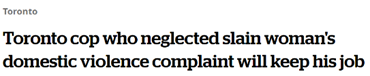 Toronto
Toronto cop who neglected slain woman's
domestic violence complaint will keep his job